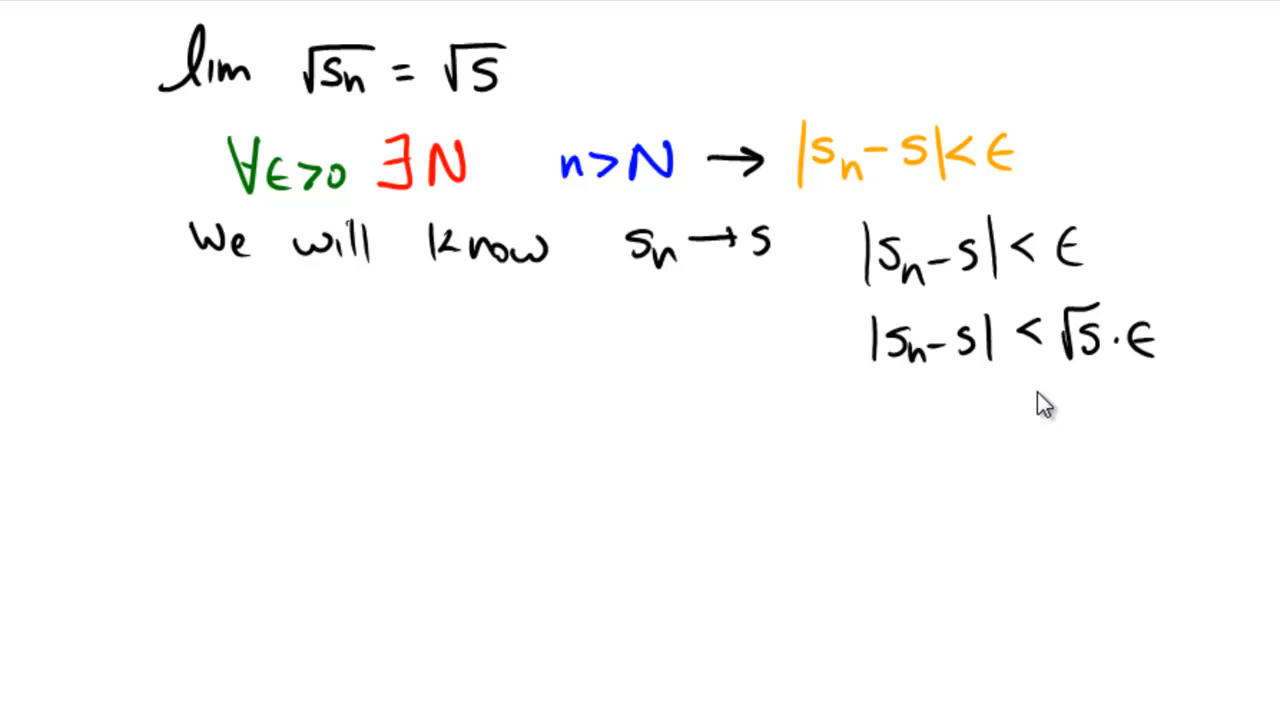 lim √sₙ = √s
∀ϵ>0 ∃N n>N → |sₙ - s| < ϵ
We will know sₙ → s |sₙ - s| < ϵ
|sₙ - s| < √s · ϵ